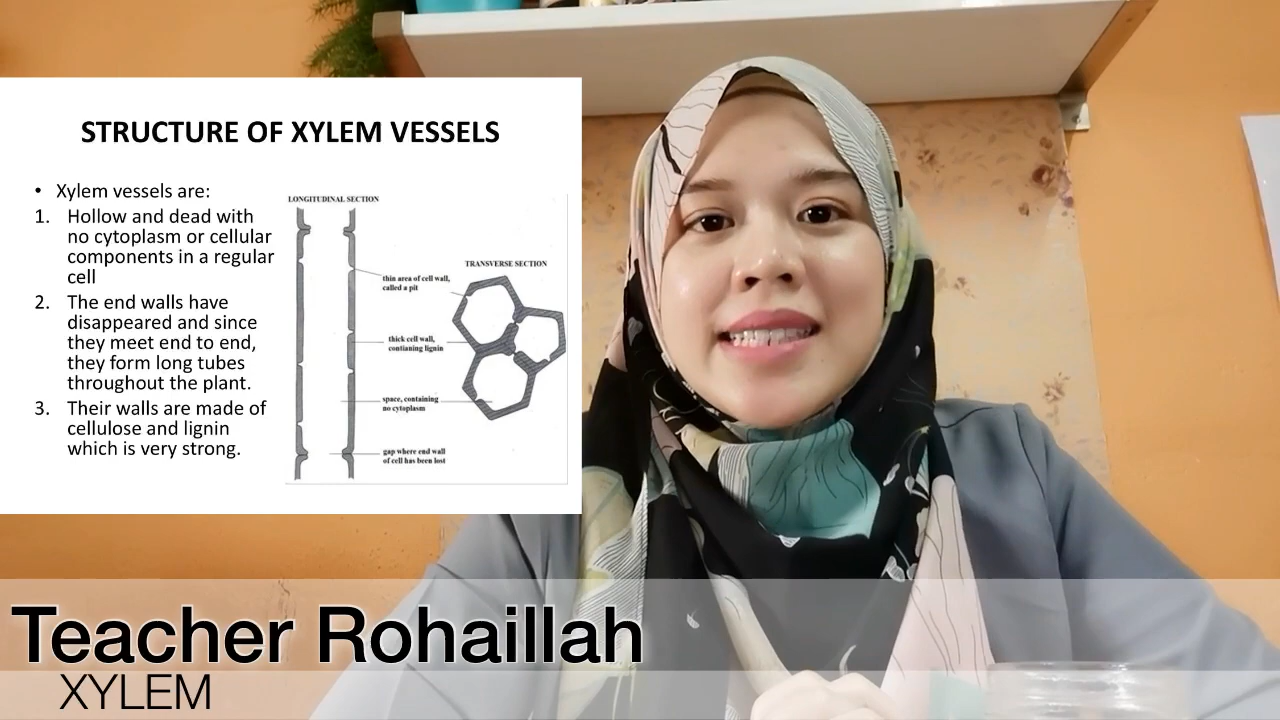 STRUCTURE OF XYLEM VESSELS
• Xylem vessels are:
1. Hollow and dead with
no cytoplasm or cellular
components in a regular
cell
2. The end walls have
disappeared and since
they meet end to end,
they form long tubes
throughout the plant.
3. Their walls are made of
cellulose and lignin
which is very strong.
LONGITUDINAL SECTION
TRANSVERSE SECTION
thin area of cell wall,
called a pit
thick cell wall,
contianing lignin
space, containing
no cytoplasm
gap where end wall
of cell has been lost
Teacher Rohaillah
XYLEM